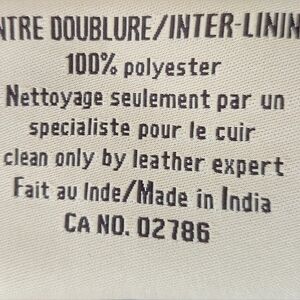 NTRE DOUBLURE/INTER-LININ
100% polyester
Nettoyage seulement par un
specialiste pour le cuir
clean only by leather expert
Fait au Inde/Made in India
CA NO. 02786